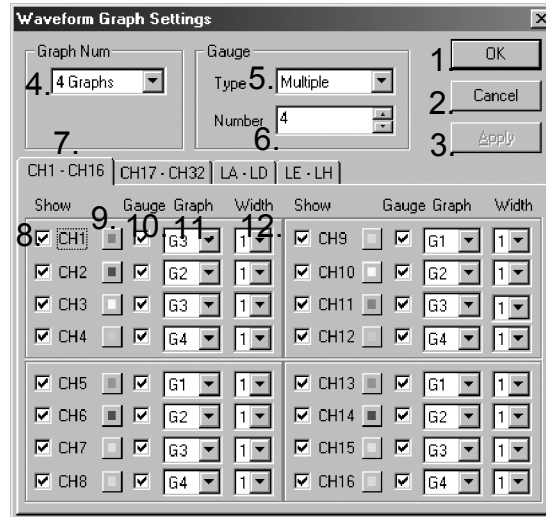 Waveform Graph Settings
Graph Num
4. 4 Graphs
Gauge
Type 5. Multiple
Number 4
6.
1. OK
2. Cancel
3. Apply
7.
CH1 - CH16 CH17 - CH32 LA - LD LE - LH
Show Gauge Graph Width Show Gauge Graph Width
8. 9. 10. 11. 12.
CH1 G3 1 CH9 G1 1
CH2 G2 1 CH10 G2 1
CH3 G3 1 CH11 G3 1
CH4 G4 1 CH12 G4 1
CH5 G1 1 CH13 G1 1
CH6 G2 1 CH14 G2 1
CH7 G3 1 CH15 G3 1
CH8 G4 1 CH16 G4 1